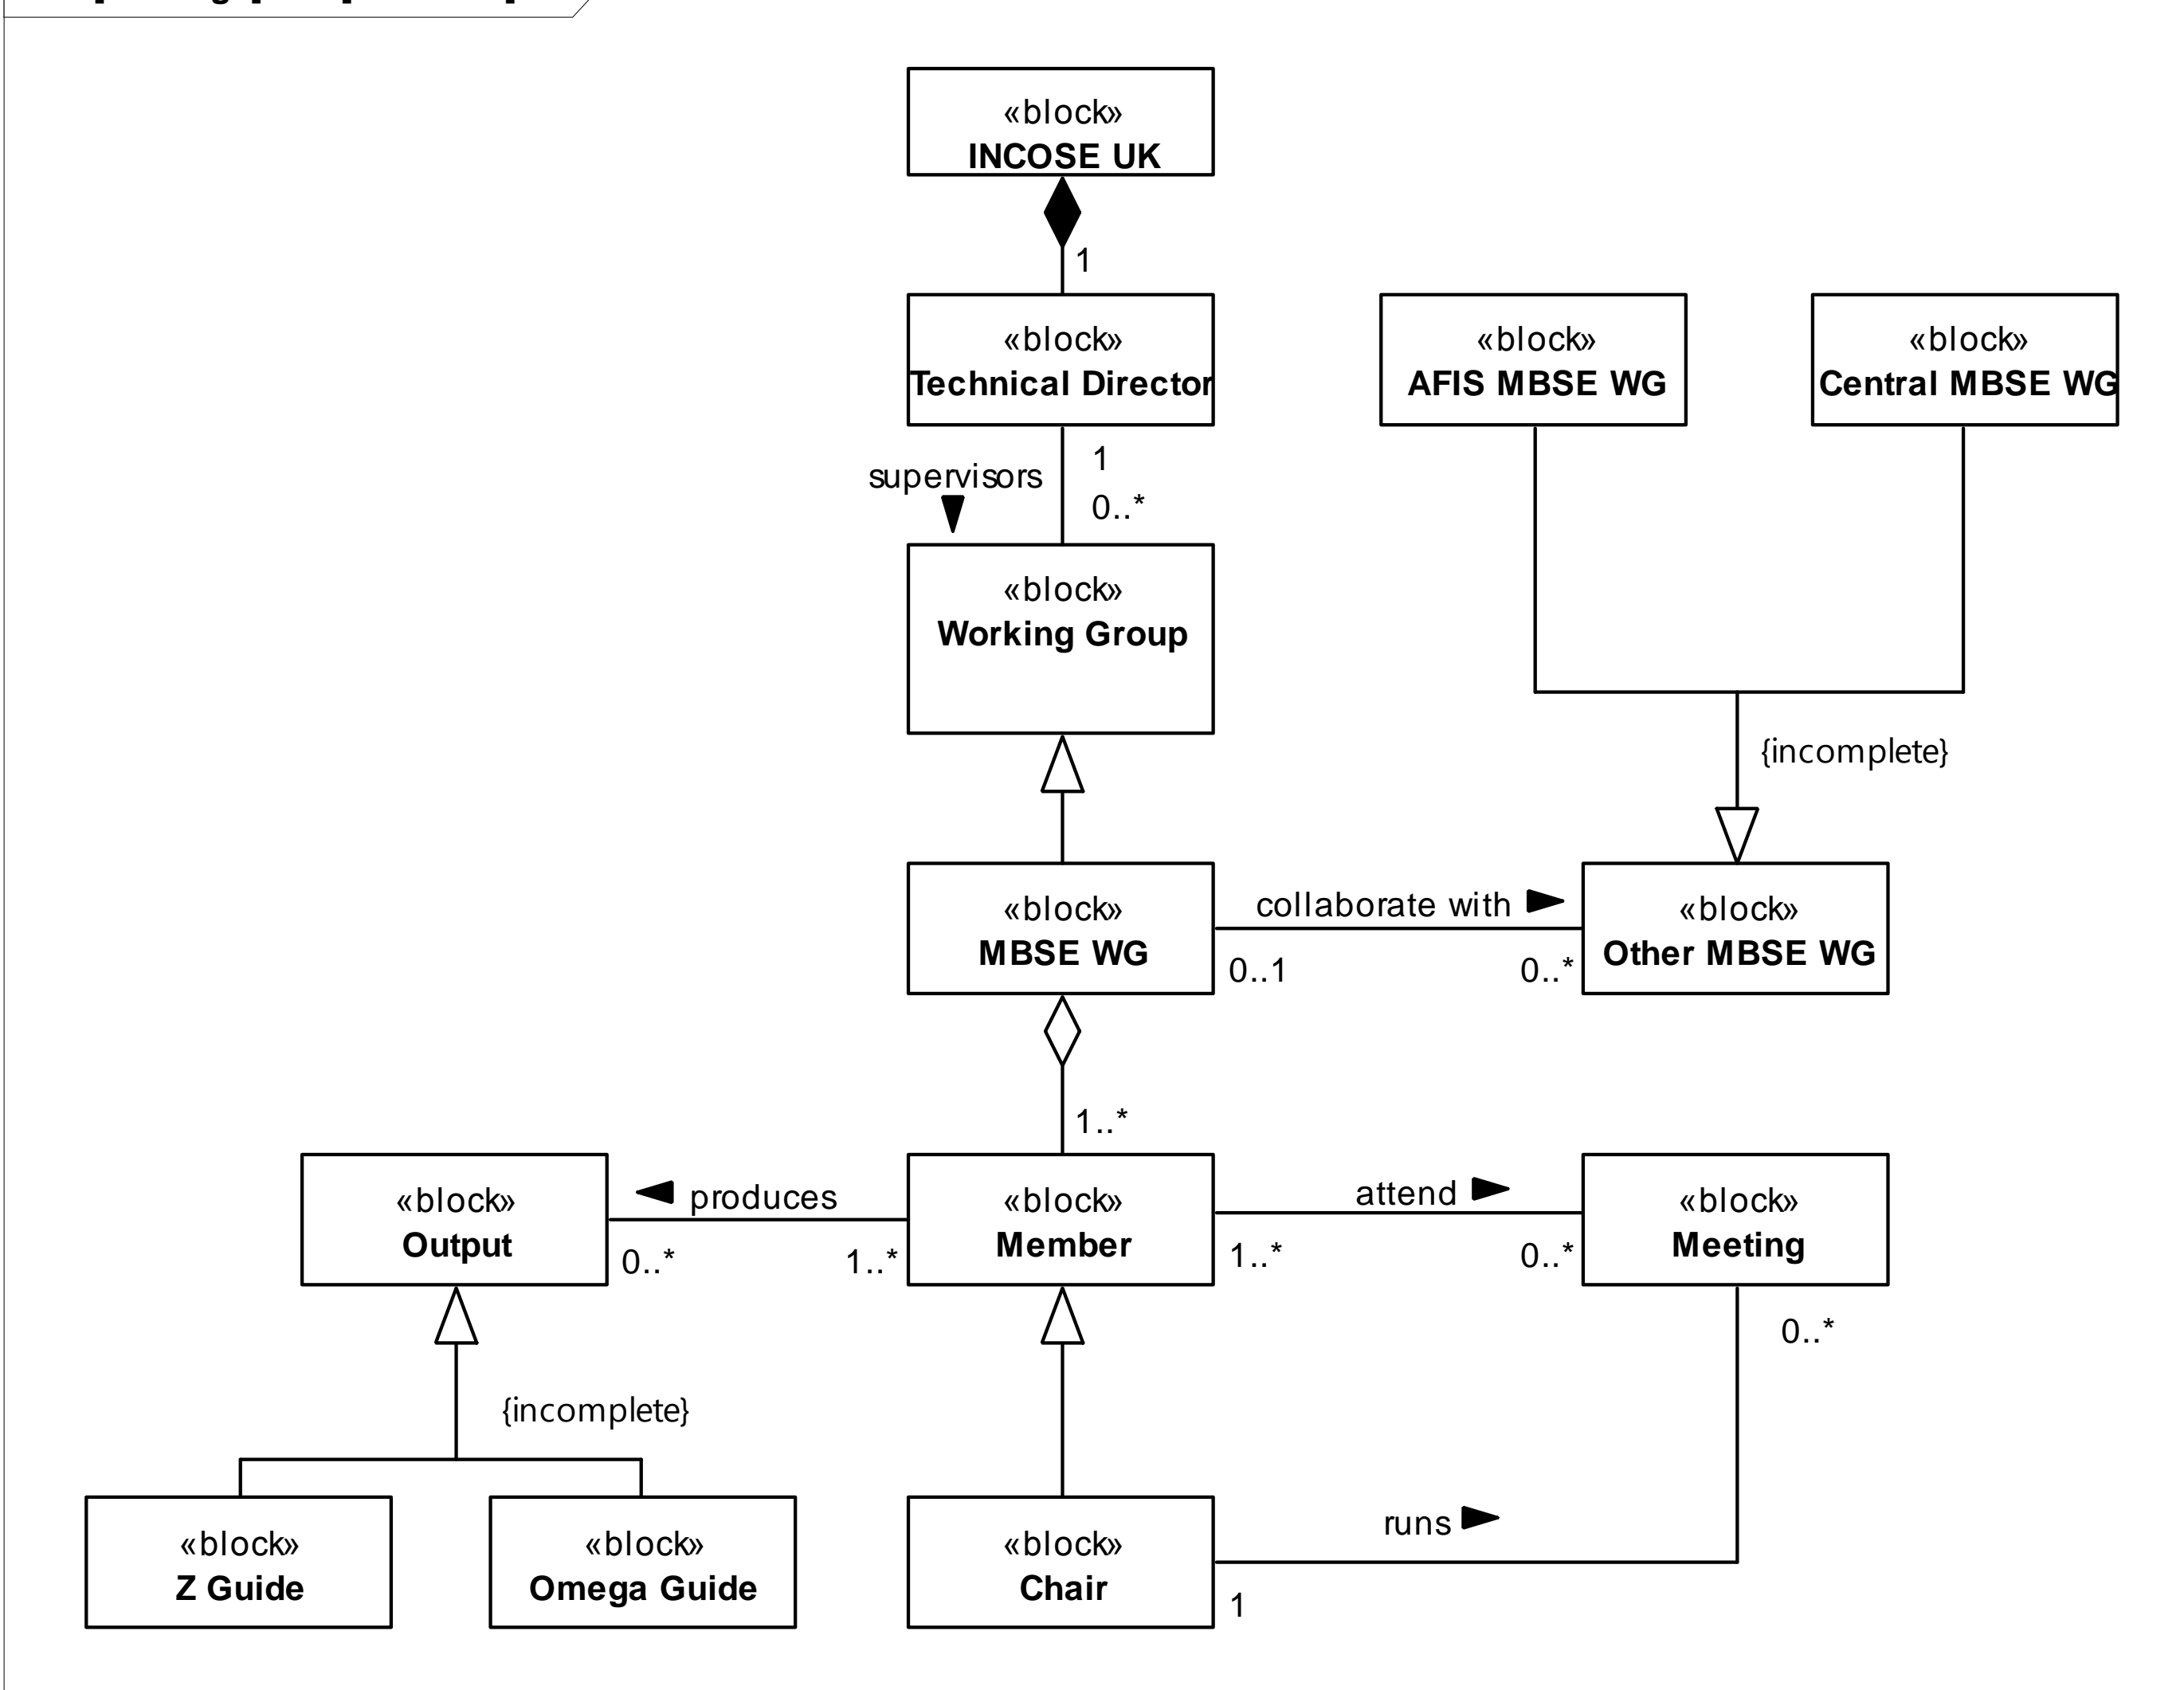 «block»
INCOSE UK
1
«block»
Technical Director
«block»
AFIS MBSE WG
«block»
Central MBSE WG
1
supervisors
0..*
«block»
Working Group
{incomplete}
«block»
MBSE WG
collaborate with
0..1
0..*
«block»
Other MBSE WG
1..*
«block»
Output
produces
0..*
1..*
«block»
Member
attend
1..*
0..*
«block»
Meeting
0..*
{incomplete}
«block»
Z Guide
«block»
Omega Guide
«block»
Chair
runs
1